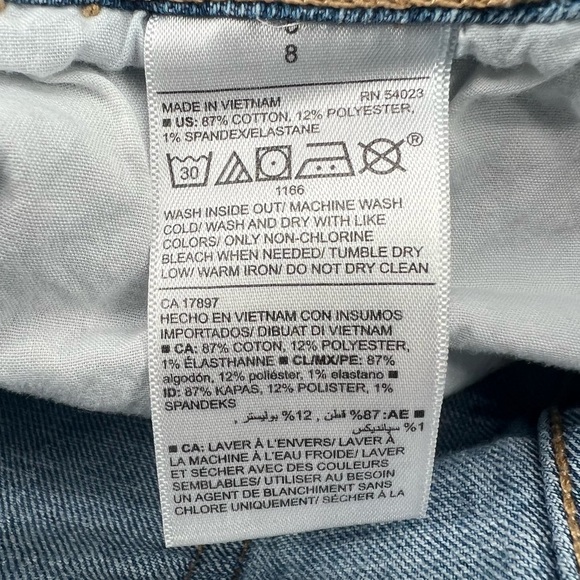 8
MADE IN VIETNAM RN 54023
■ US: 87% COTTON, 12% POLYESTER,
1% SPANDEX/ELASTANE
30 ®
1166
WASH INSIDE OUT/ MACHINE WASH
COLD/ WASH AND DRY WITH LIKE
COLORS/ ONLY NON-CHLORINE
BLEACH WHEN NEEDED/ TUMBLE DRY
LOW/ WARM IRON/ DO NOT DRY CLEAN
CA 17897
HECHO EN VIETNAM CON INSUMOS
IMPORTADOS/ DIBUAT DI VIETNAM
■ CA: 87% COTTON, 12% POLYESTER,
1% ÉLASTHANNE ■ CL/MX/PE: 87%
algodón, 12% poliéster, 1% elastano ■
ID: 87% KAPAS, 12% POLISTER, 1%
SPANDEKS
■ AE: 87% قطن , 12% بوليستر ,
1% سپانديكس
■ CA: LAVER À L'ENVERS/ LAVER À
LA MACHINE À L'EAU FROIDE/ LAVER
ET SÉCHER AVEC DES COULEURS
SEMBLABLES/ UTILISER AU BESOIN
UN AGENT DE BLANCHIMENT SANS
CHLORE UNIQUEMENT/ SÉCHER À LA